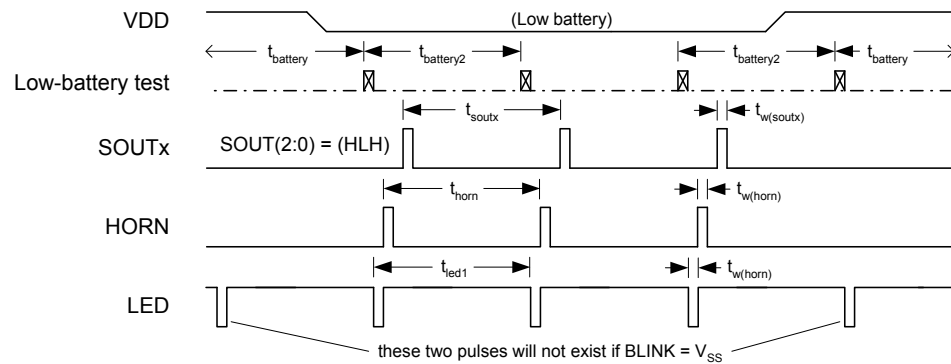 VDD
(Low battery)
t_battery t_battery2 t_battery2 t_battery
Low-battery test
t_soutx t_w(soutx)
SOUTx SOUT(2:0) = (HLH)
t_horn t_w(horn)
HORN
t_led1 t_w(horn)
LED
these two pulses will not exist if BLINK = V_SS